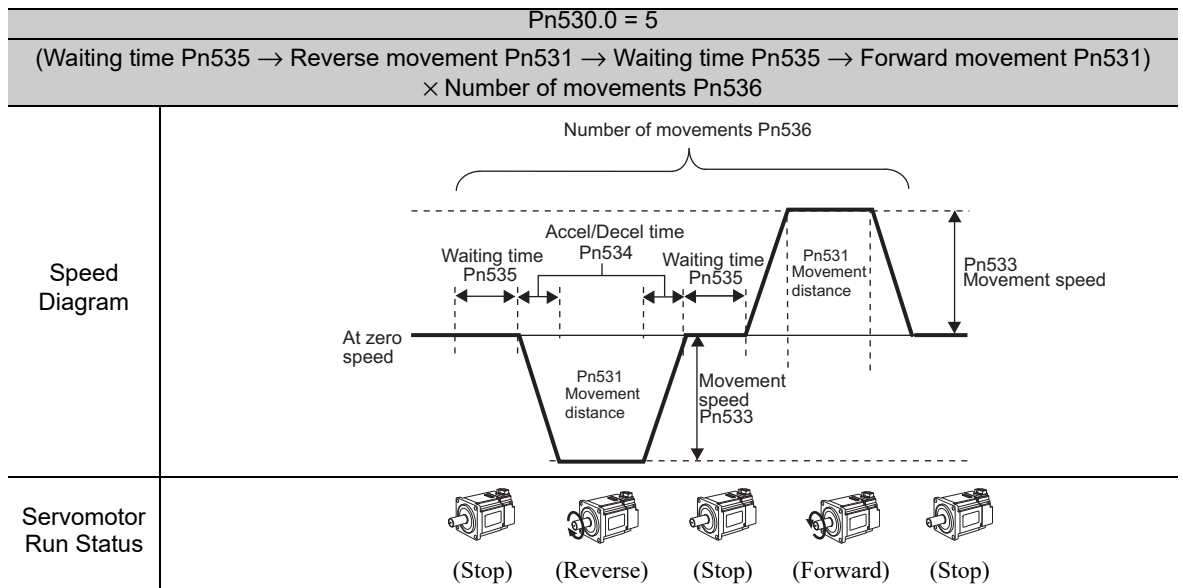 Pn530.0 = 5
(Waiting time Pn535 → Reverse movement Pn531 → Waiting time Pn535 → Forward movement Pn531)
× Number of movements Pn536
Speed
Diagram
Number of movements Pn536
Accel/Decel time
Pn534
Waiting time
Pn535
Waiting time
Pn535
Pn531
Movement
distance
Pn533
Movement speed
At zero
speed
Pn531
Movement
distance
Movement
speed
Pn533
Servomotor
Run Status
(Stop) (Reverse) (Stop) (Forward) (Stop)